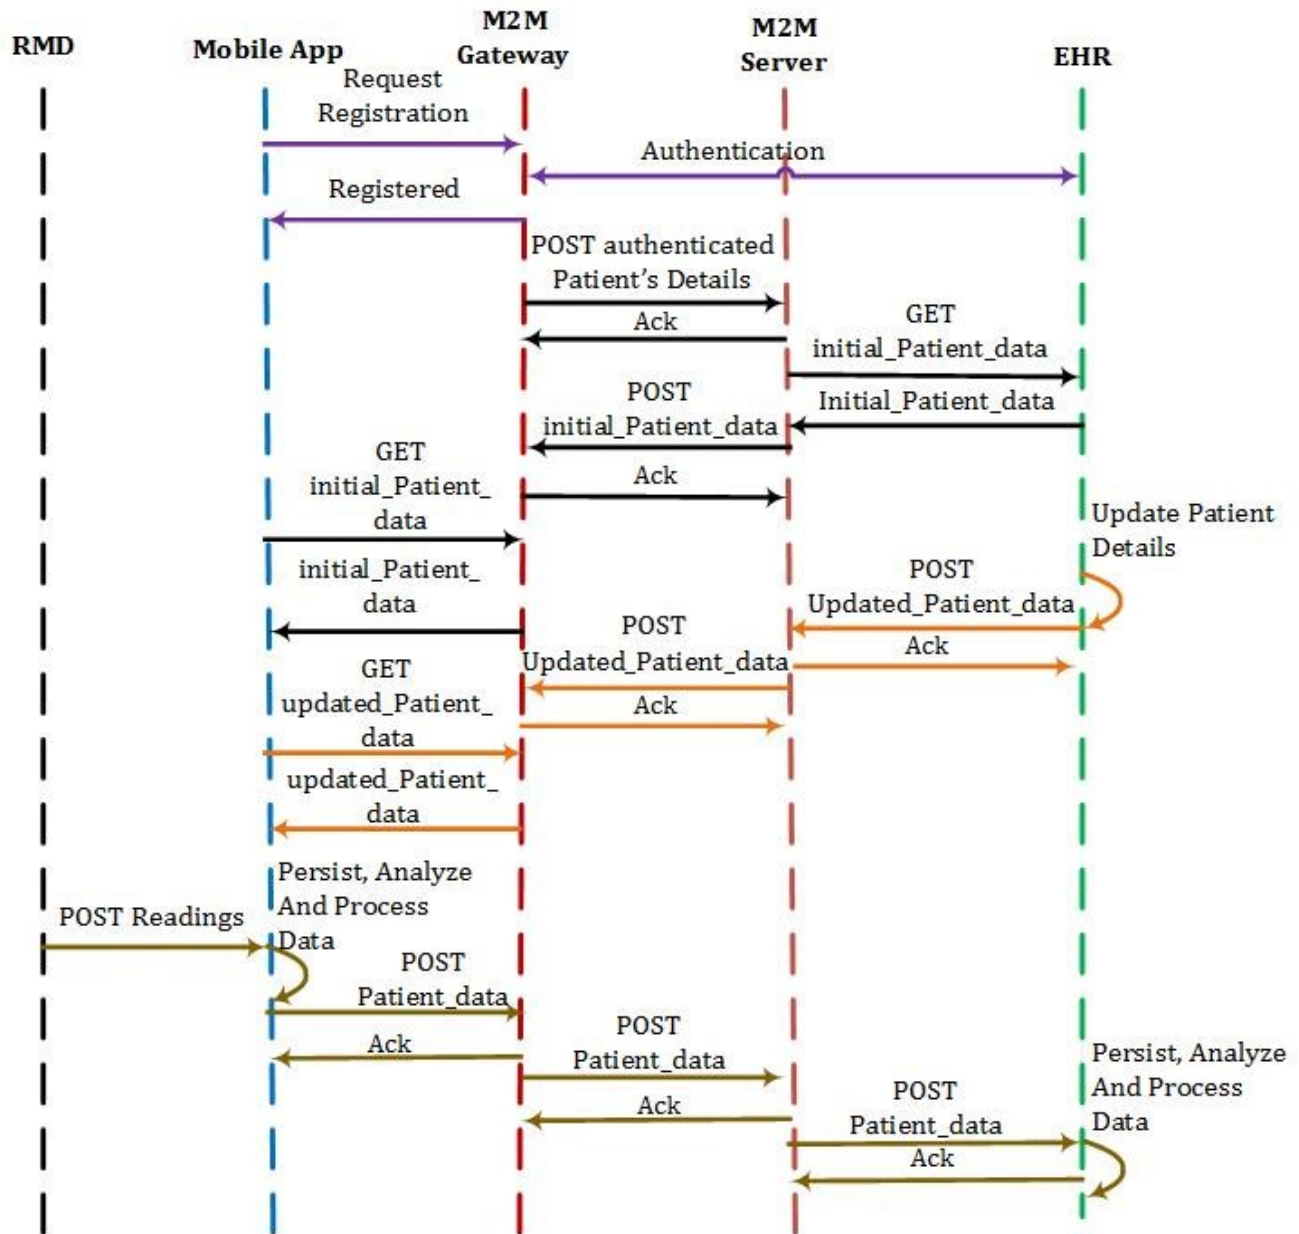 RMD
Mobile App
M2M
Gateway
M2M
Server
EHR
Request
Registration
Authentication
Registered
POST authenticated
Patient's Details
Ack
GET
initial_Patient_data
Initial_Patient_data
POST
initial_Patient_data
Ack
GET
initial_Patient_
data
initial_Patient_
data
Update Patient
Details
POST
Updated_Patient_data
Ack
POST
Updated_Patient_data
Ack
GET
updated_Patient_
data
updated_Patient_
data
POST Readings
Persist, Analyze
And Process
Data
POST
Patient_data
Ack
POST
Patient_data
Ack
POST
Patient_data
Ack
Persist, Analyze
And Process
Data